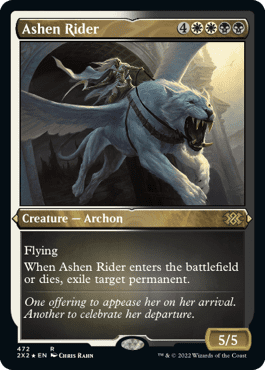 Ashen Rider 4
Creature — Archon
Flying
When Ashen Rider enters the battlefield
or dies, exile target permanent.
One offering to appease her on her arrival.
Another to celebrate her departure.
472 R
2X2 ★ EN Chris Rahn
™ & © 2022 Wizards of the Coast
5/5